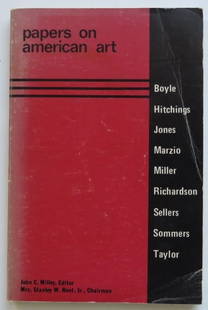 papers on
american art
Boyle
Hitchings
Jones
Marzio
Miller
Richardson
Sellers
Sommers
Taylor
John C. Milley, Editor
Mrs. Stanley W. Root, Jr., Chairman